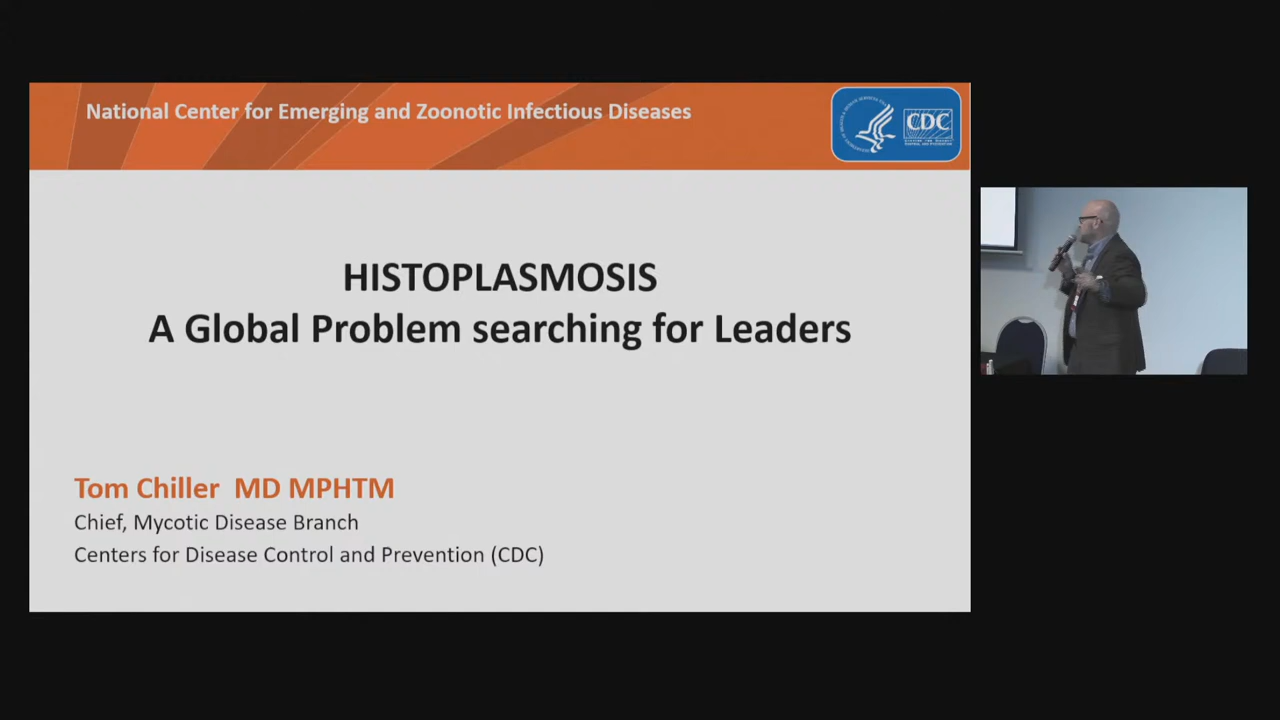 National Center for Emerging and Zoonotic Infectious Diseases
CDC
HISTOPLASMOSIS
A Global Problem searching for Leaders
Tom Chiller MD MPHTM
Chief, Mycotic Disease Branch
Centers for Disease Control and Prevention (CDC)